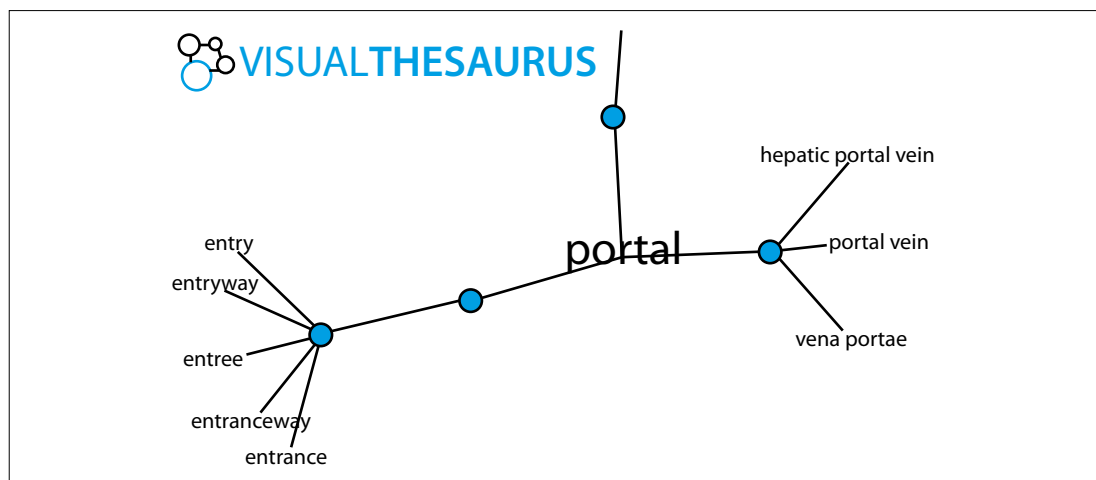 VISUALTHESAURUS
hepatic portal vein
entry
portal
portal vein
entryway
vena portae
entree
entranceway
entrance